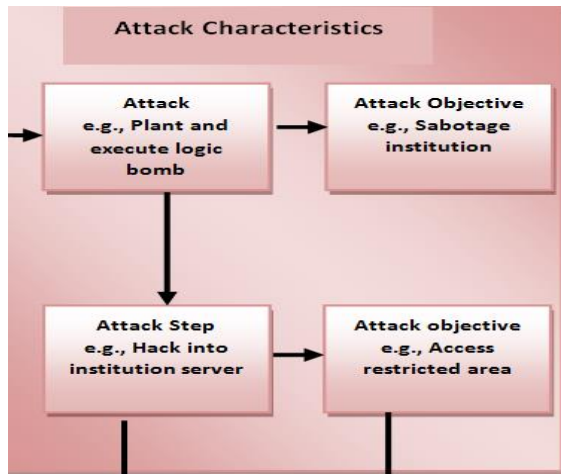 Attack Characteristics
Attack
e.g., Plant and
execute logic
bomb
Attack Objective
e.g., Sabotage
institution
Attack Step
e.g., Hack into
institution server
Attack objective
e.g., Access
restricted area